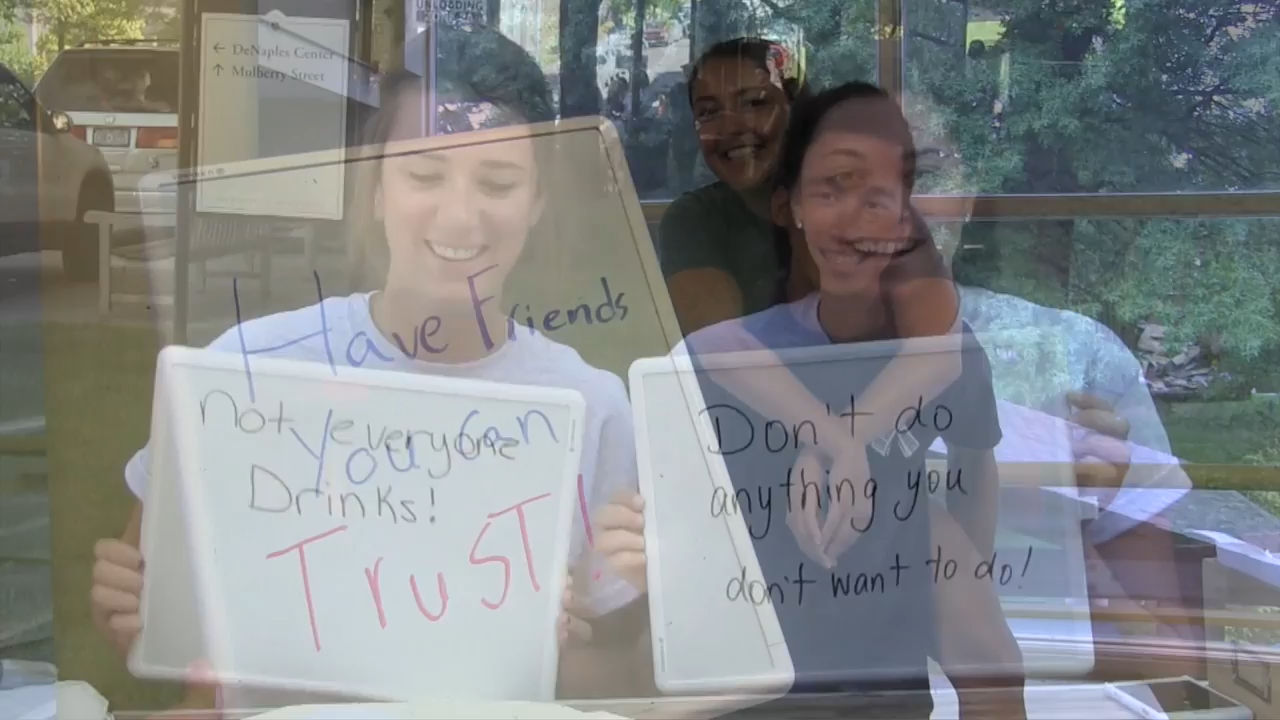 UNLOADING
← DeNaples Center
↑ Mulberry Street
Have Friends
you can
TrusT!
Not everyone
Drinks!
Don't do
anything you
don't want to do!